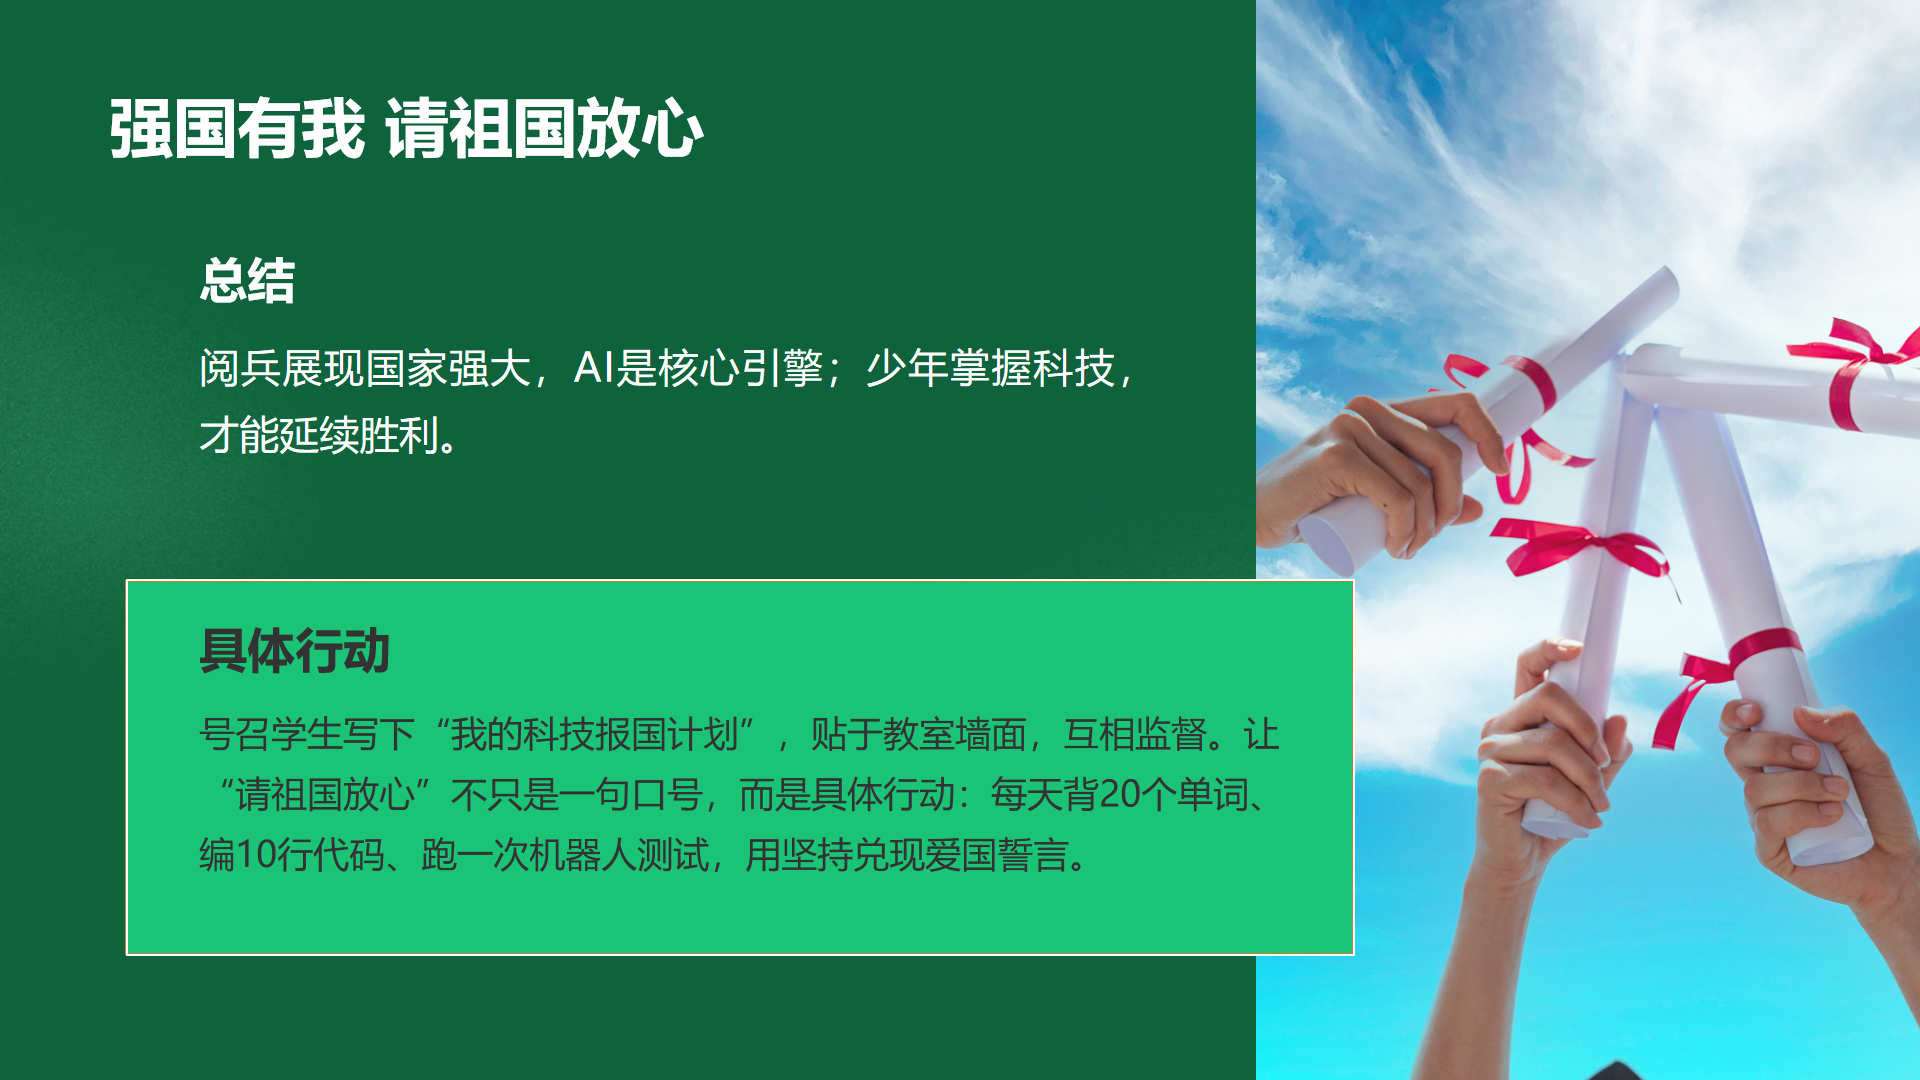 强国有我 请祖国放心
总结
阅兵展现国家强大，AI是核心引擎；少年掌握科技，
才能延续胜利。
具体行动
号召学生写下“我的科技报国计划”，贴于教室墙面，互相监督。让
“请祖国放心”不只是一句口号，而是具体行动：每天背20个单词、
编10行代码、跑一次机器人测试，用坚持兑现爱国誓言。